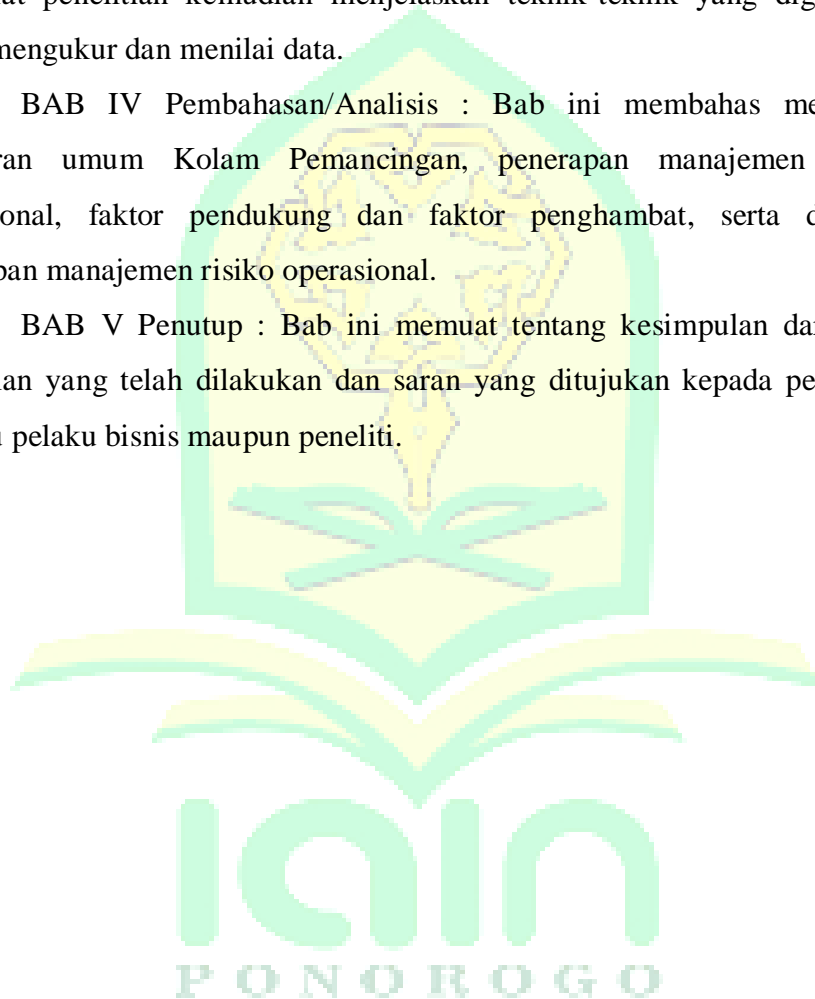 at penelitian kemudian menjelaskan teknik-teknik yang dig
mengukur dan menilai data.
BAB IV Pembahasan/Analisis : Bab ini membahas me
ran umum Kolam Pemancingan, penerapan manajemen
ional, faktor pendukung dan faktor penghambat, serta d
pan manajemen risiko operasional.
BAB V Penutup : Bab ini memuat tentang kesimpulan da
an yang telah dilakukan dan saran yang ditujukan kepada pe
pelaku bisnis maupun peneliti.
iain
PONOROGO